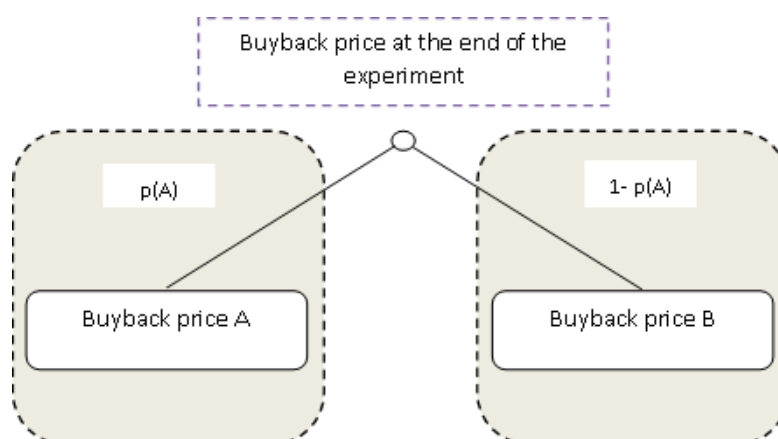 Buyback price at the end of the
experiment
p(A)
1- p(A)
Buyback price A
Buyback price B